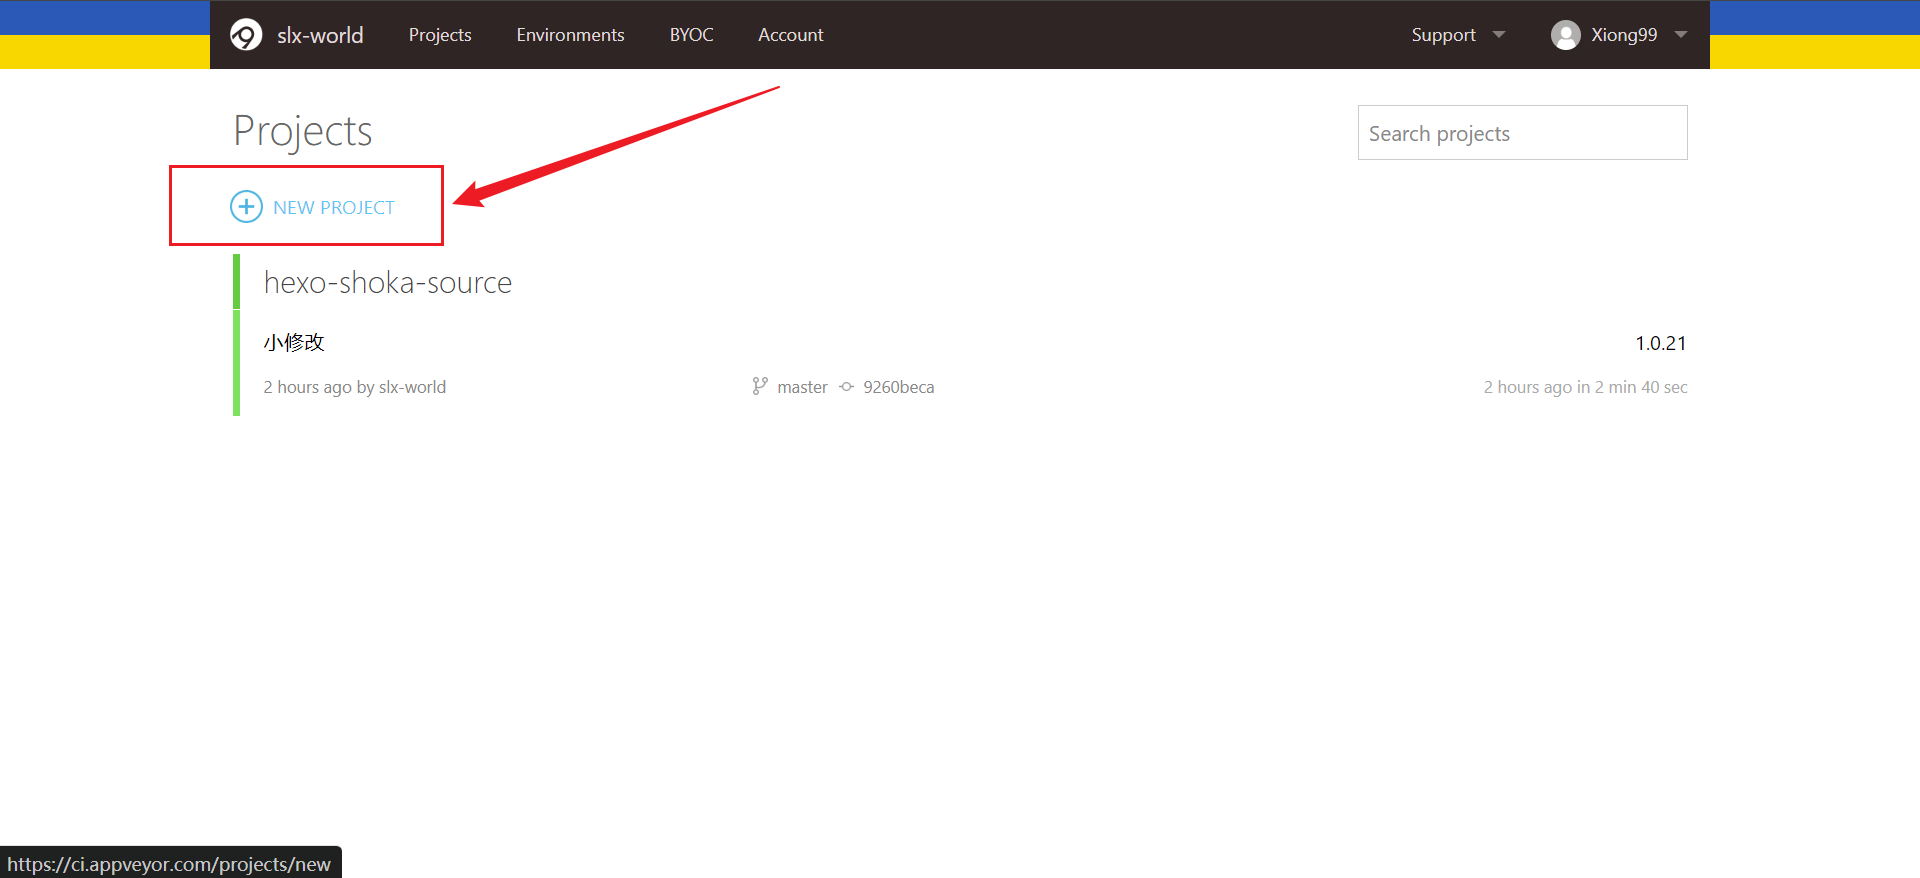 slx-world Projects Environments BYOC Account Support Xiong99
Projects
Search projects
NEW PROJECT
hexo-shoka-source
小修改 1.0.21
2 hours ago by slx-world master 9260beca 2 hours ago in 2 min 40 sec
https://ci.appveyor.com/projects/new